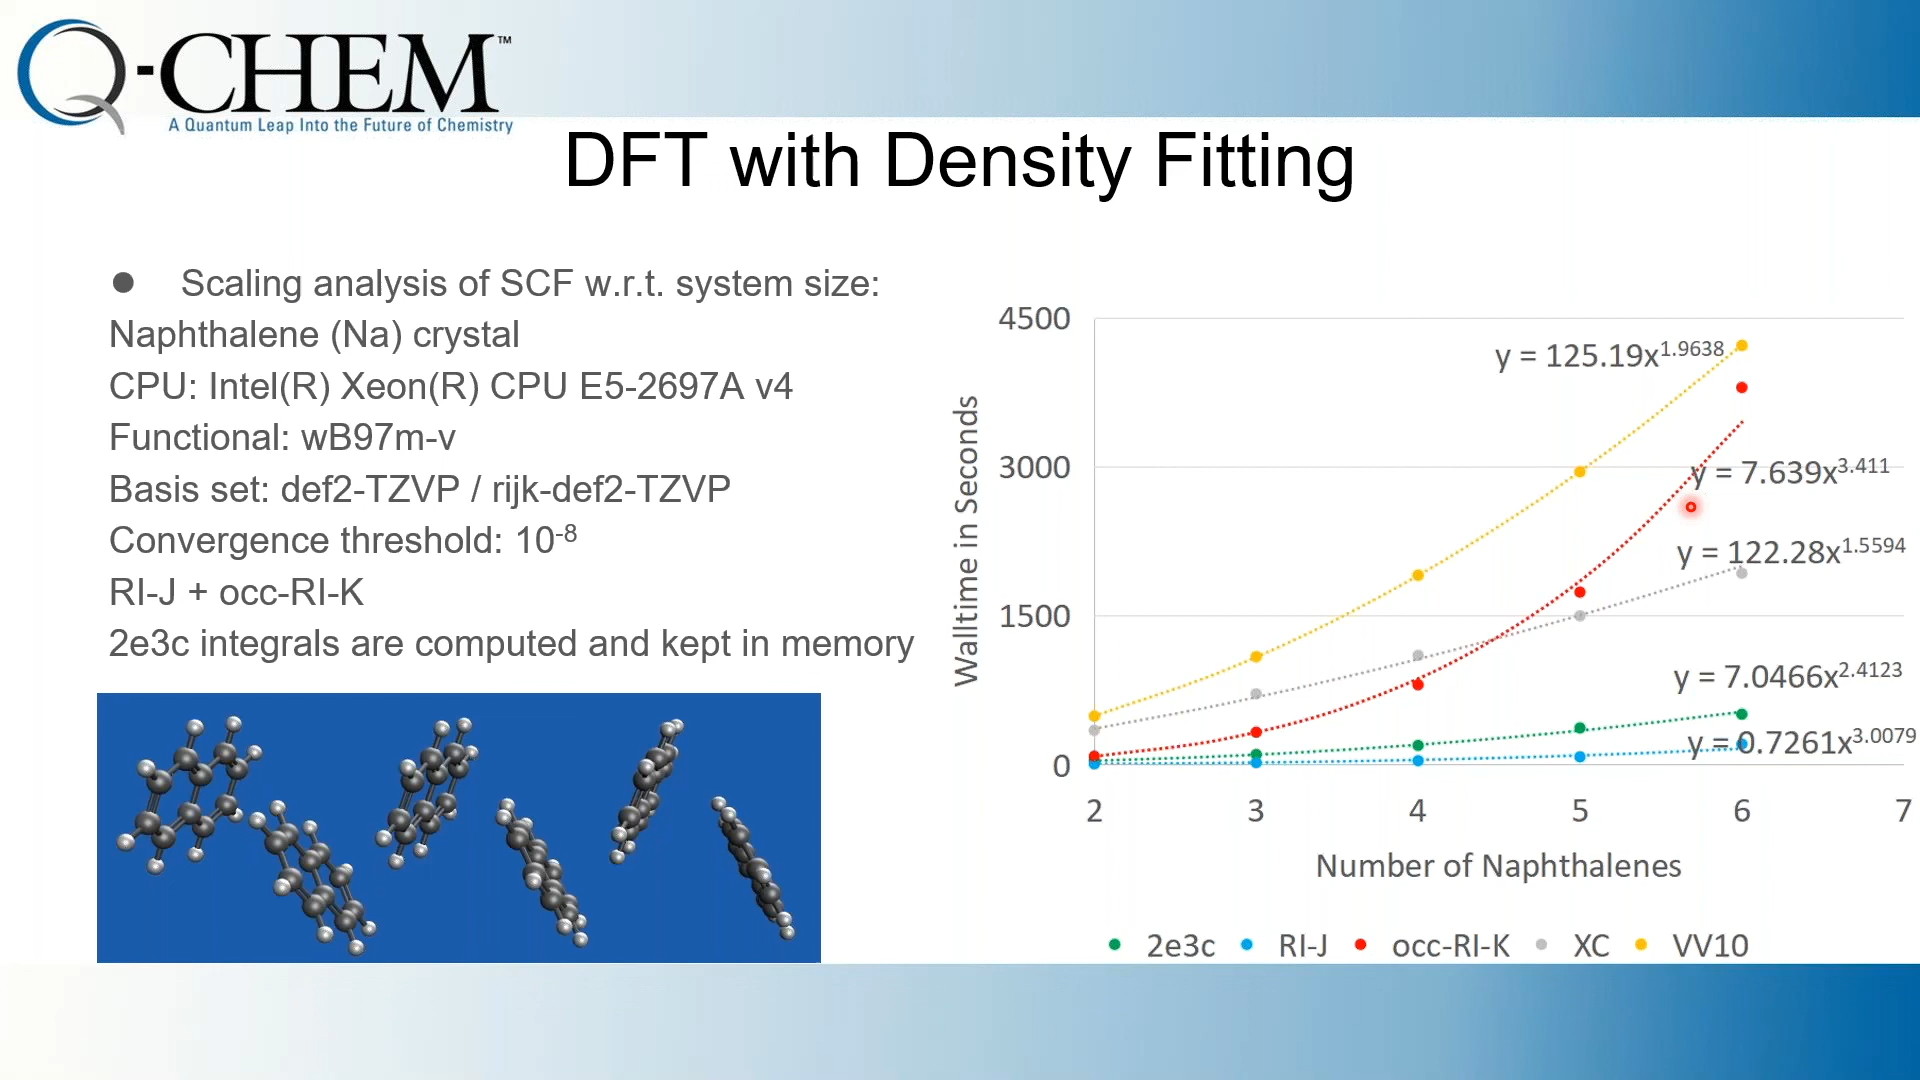 Q-CHEM™
A Quantum Leap Into the Future of Chemistry
DFT with Density Fitting
● Scaling analysis of SCF w.r.t. system size:
Naphthalene (Na) crystal
CPU: Intel(R) Xeon(R) CPU E5-2697A v4
Functional: wB97m-v
Basis set: def2-TZVP / rijk-def2-TZVP
Convergence threshold: 10⁻⁸
RI-J + occ-RI-K
2e3c integrals are computed and kept in memory
Walltime in Seconds
4500
3000
1500
0
y = 125.19x^1.9638
y = 7.639x^3.411
y = 122.28x^1.5594
y = 7.0466x^2.4123
y = 0.7261x^3.0079
2 3 4 5 6 7
Number of Naphthalenes
2e3c RI-J occ-RI-K XC VV10